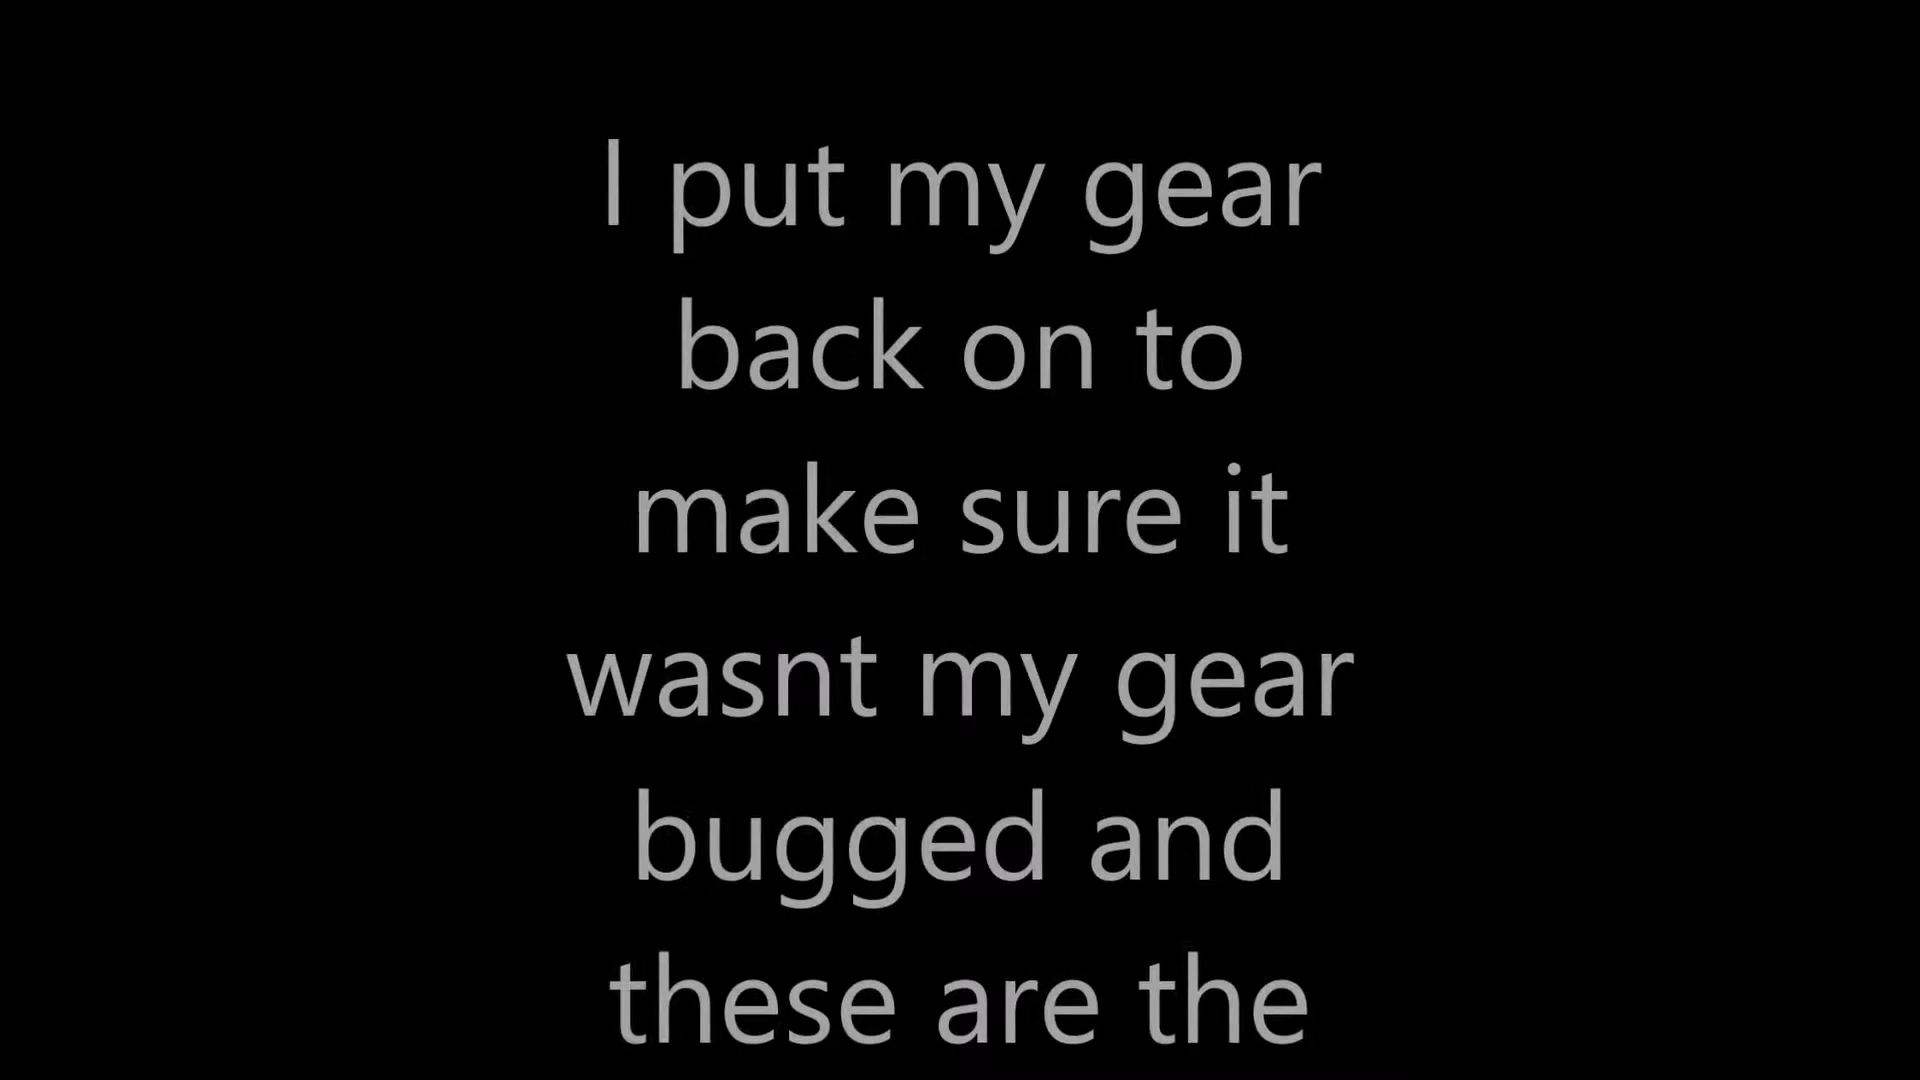 I put my gear
back on to
make sure it
wasnt my gear
bugged and
these are the